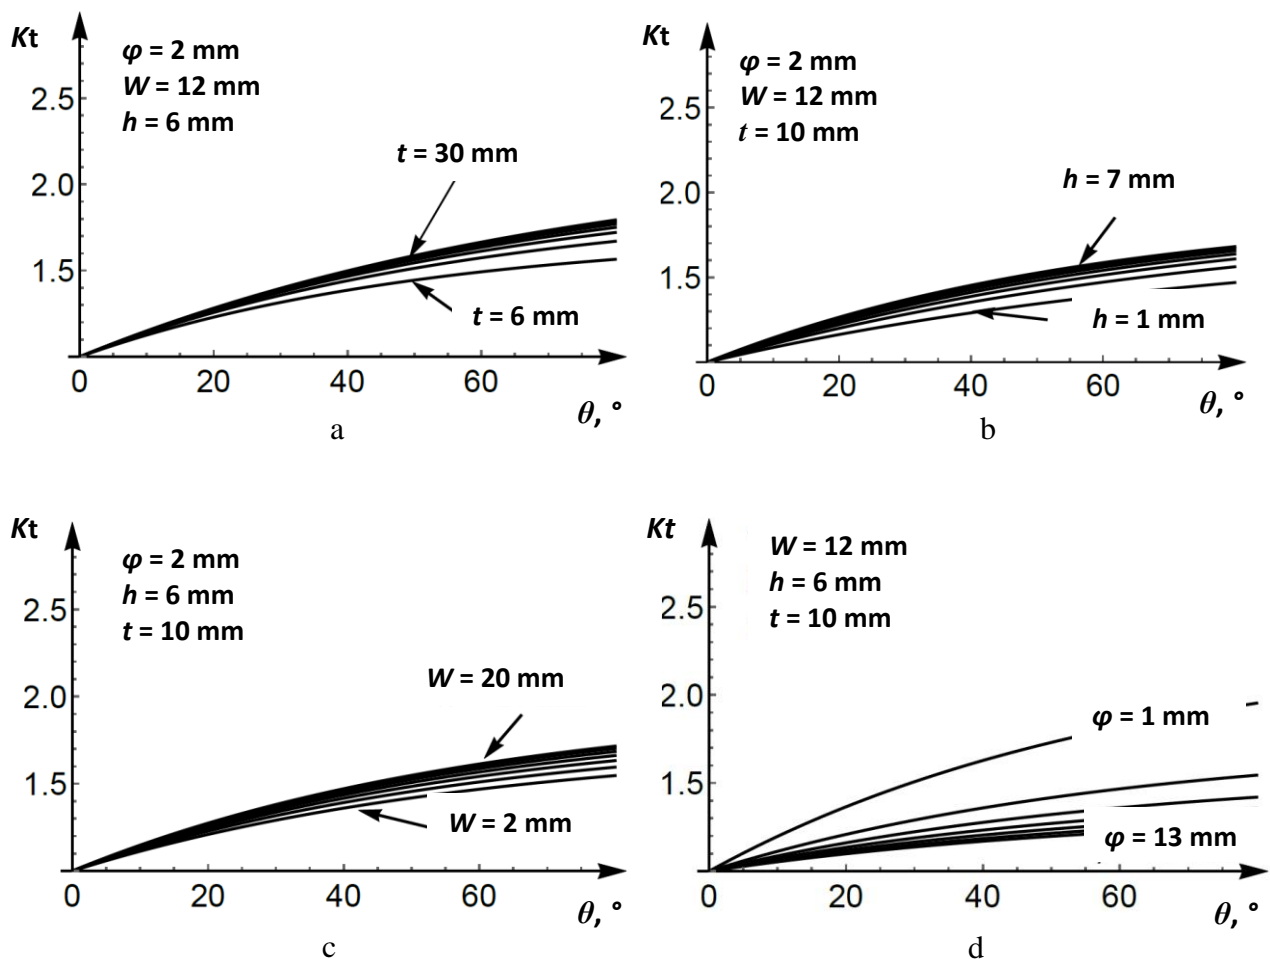 Kt
φ = 2 mm
W = 12 mm
h = 6 mm
2.5
2.0
1.5
t = 30 mm
t = 6 mm
0 20 40 60
θ, °
a
Kt
φ = 2 mm
W = 12 mm
t = 10 mm
2.5
2.0
1.5
h = 7 mm
h = 1 mm
0 20 40 60
θ, °
b
Kt
φ = 2 mm
h = 6 mm
t = 10 mm
2.5
2.0
1.5
W = 20 mm
W = 2 mm
0 20 40 60
θ, °
c
Kt
W = 12 mm
h = 6 mm
t = 10 mm
2.5
2.0
1.5
φ = 1 mm
φ = 13 mm
0 20 40 60
θ, °
d